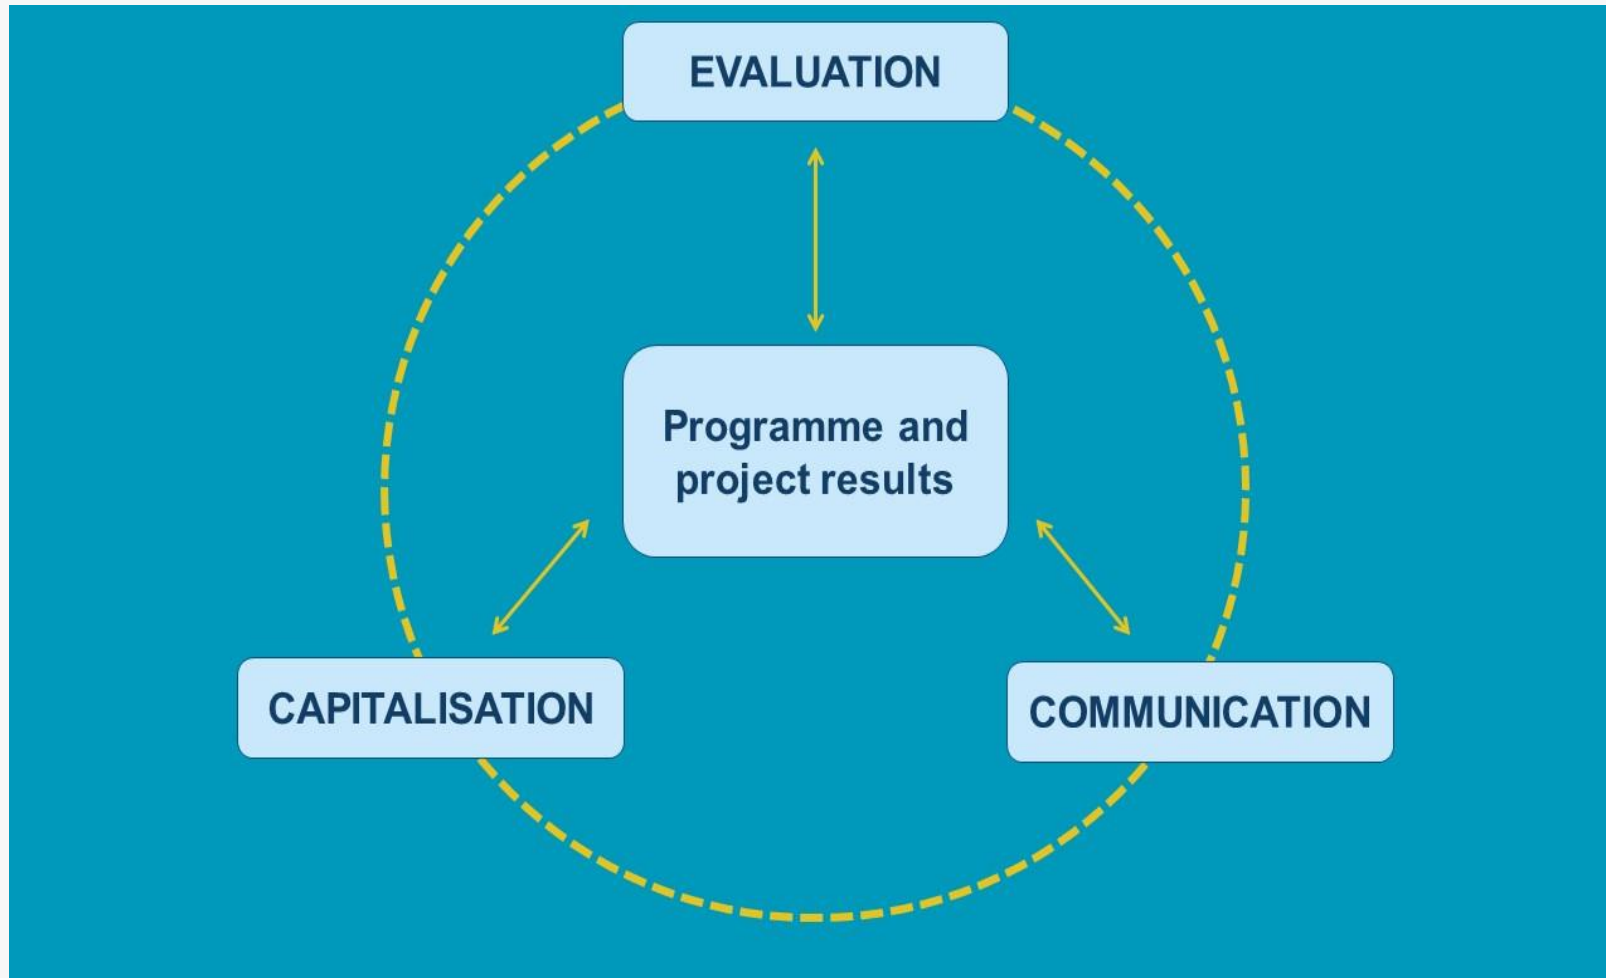 EVALUATION
Programme and
project results
CAPITALISATION
COMMUNICATION